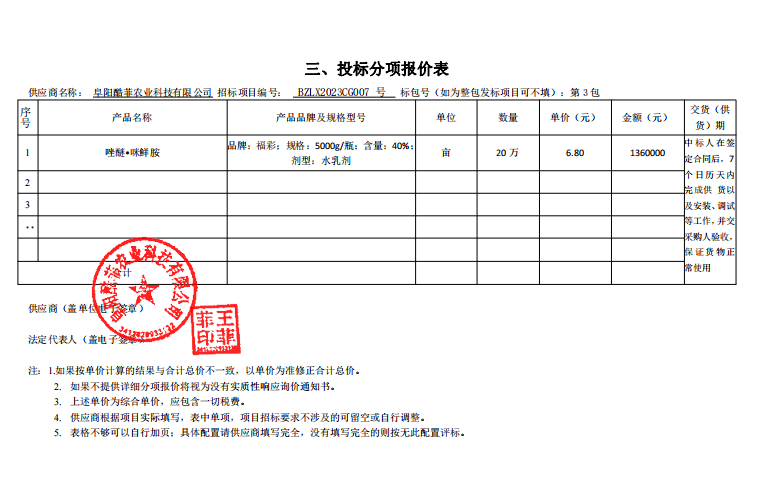 三、投标分项报价表
供应商名称： 阜阳酷菲农业科技有限公司 招标项目编号： BZLX2023CG007 号 标包号（如为整包发标项目可不填）：第 3 包
序号 产品名称 产品品牌及规格型号 单位 数量 单价（元） 金额（元） 交货（供货）期
1 唑醚•咪鲜胺 品牌：福彩；规格：5000g/瓶；含量：40%；剂型：水乳剂 亩 20 万 6.80 1360000
中标人在签
定合同后，7
个日历天内
完成供 货以
及安装、调试
等工作，并交
采购人验收，
保证货物正
常使用
2
3
**
计
阜阳酷菲农业科技有限公司
供应商（盖单位电子签章）
王菲
菲印
法定代表人（盖电子签章）
注：1.如果按单价计算的结果与合计总价不一致，以单价为准修正合计总价。
2. 如果不提供详细分项报价将视为没有实质性响应询价通知书。
3. 上述单价为综合单价，应包含一切税费。
4. 供应商根据项目实际填写，表中单项，项目招标要求不涉及的可留空或自行调整。
5. 表格不够可以自行加页；具体配置请供应商填写完全，没有填写完全的则按无此配置评标。